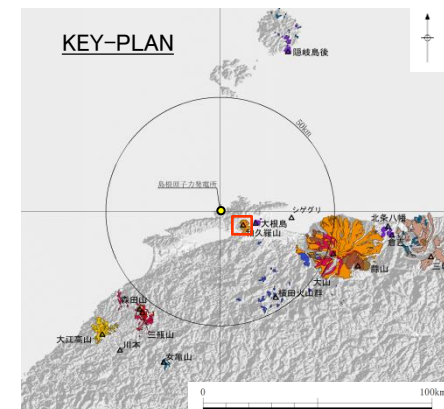 KEY-PLAN
隠岐島後
50km
島根原子力発電所
シゲグリ
大根島
和久羅山
北条八幡
倉吉
三朝
蒜山
大山
横田火山群
森田山
三瓶山
大江高山
川本
女亀山
0
100km